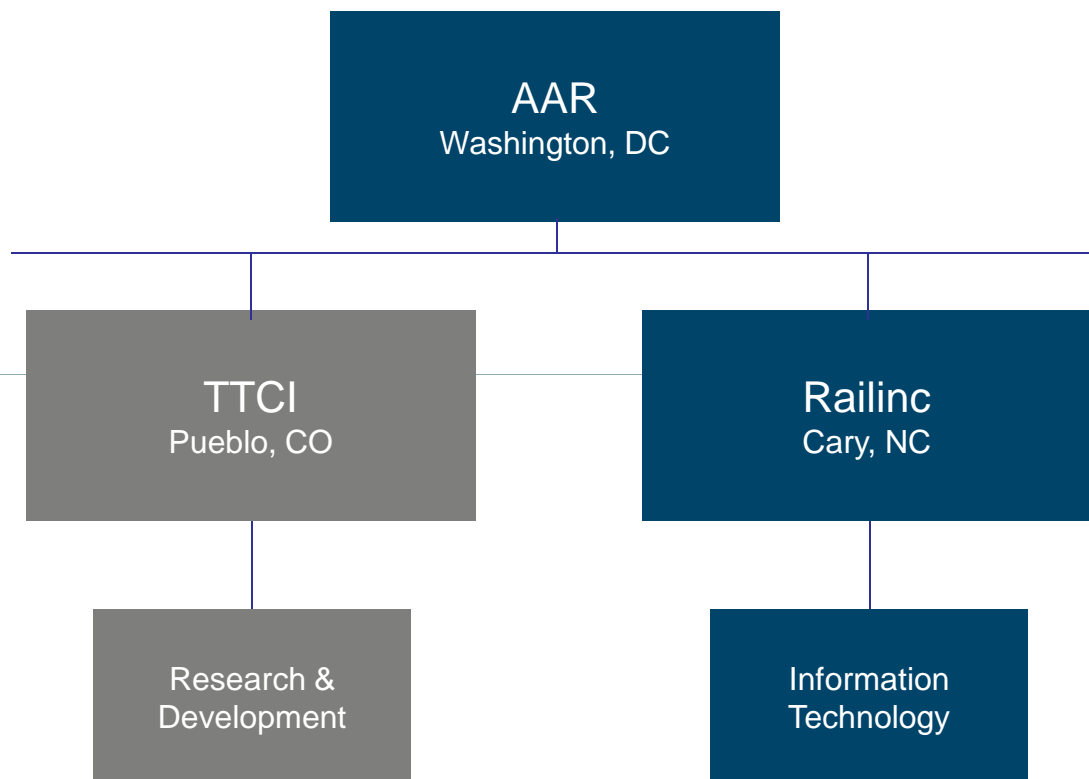 AAR
Washington, DC
TTCI
Pueblo, CO
Railinc
Cary, NC
Research &
Development
Information
Technology